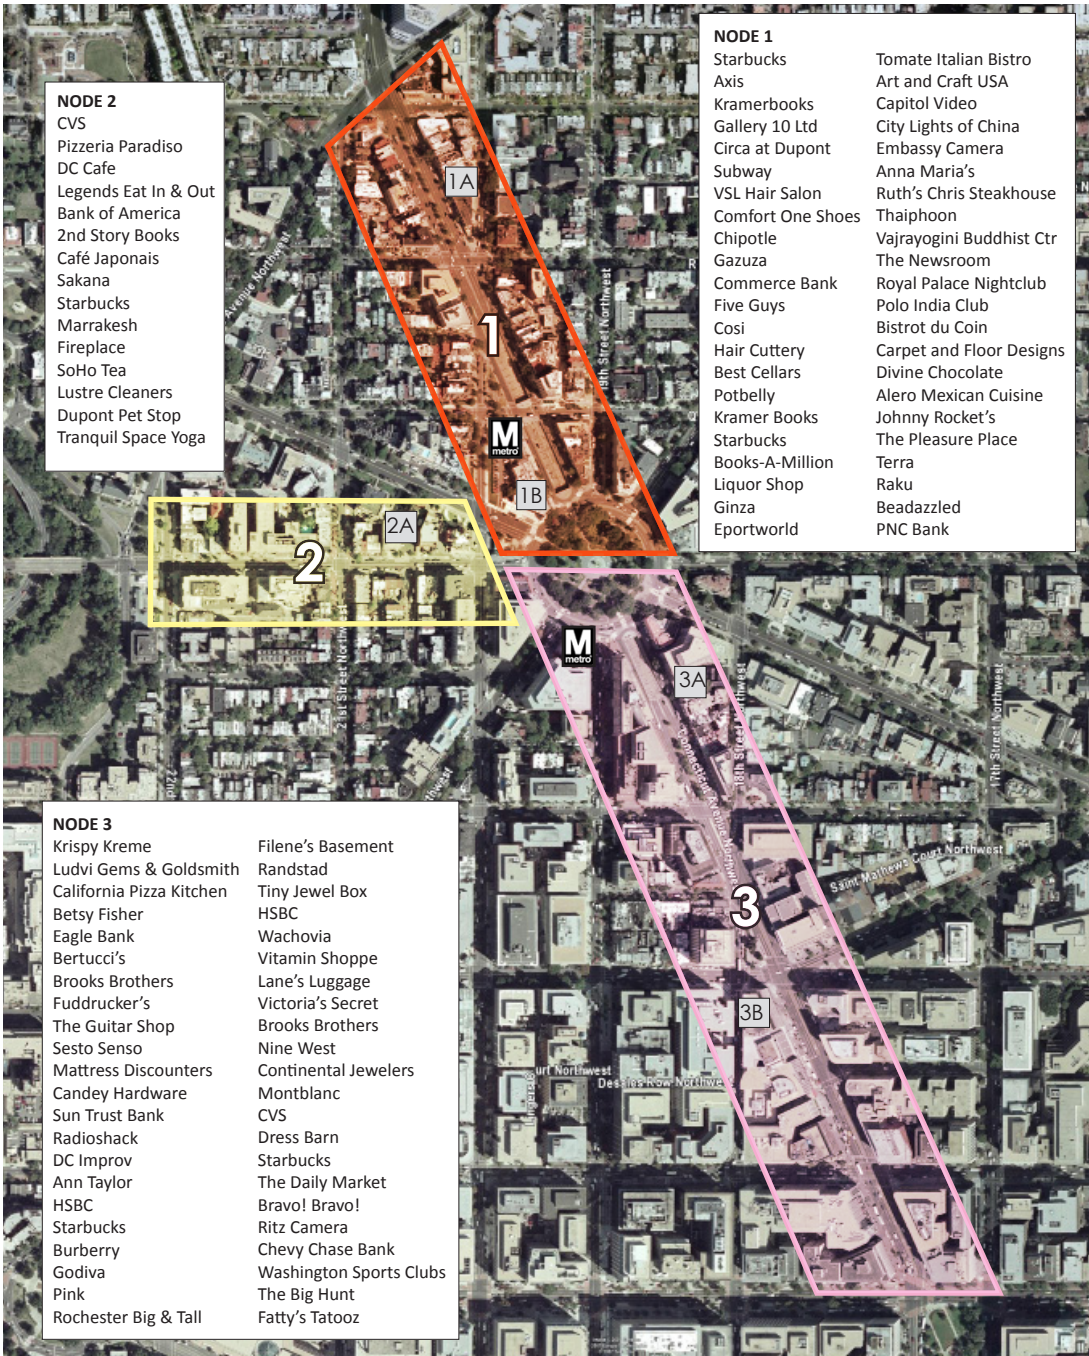 NODE 1
Starbucks
Axis
Kramerbooks
Gallery 10 Ltd
Circa at Dupont
Subway
VSL Hair Salon
Comfort One Shoes
Chipotle
Gazuza
Commerce Bank
Five Guys
Cosi
Hair Cuttery
Best Cellars
Potbelly
Kramer Books
Starbucks
Books-A-Million
Liquor Shop
Ginza
Eportworld
Tomate Italian Bistro
Art and Craft USA
Capitol Video
City Lights of China
Embassy Camera
Anna Maria's
Ruth's Chris Steakhouse
Thaiphoon
Vajrayogini Buddhist Ctr
The Newsroom
Royal Palace Nightclub
Polo India Club
Bistrot du Coin
Carpet and Floor Designs
Divine Chocolate
Alero Mexican Cuisine
Johnny Rocket's
The Pleasure Place
Terra
Raku
Beadazzled
PNC Bank
NODE 2
CVS
Pizzeria Paradiso
DC Cafe
Legends Eat In & Out
Bank of America
2nd Story Books
Café Japonais
Sakana
Starbucks
Marrakesh
Fireplace
SoHo Tea
Lustre Cleaners
Dupont Pet Stop
Tranquil Space Yoga
1A
Avenue Northwest
19th Street Northwest
R
1
M
metro
1B
2A
2
M
metro
3A
21st Street Northwest
18th Street Northwest
17th Street Northwest
Connecticut Avenue Northwest
22nd
thwest
Saint Mathews Court Northwest
3
3B
urt Northwest
Desales Row Northwest
NODE 3
Krispy Kreme
Ludvi Gems & Goldsmith
California Pizza Kitchen
Betsy Fisher
Eagle Bank
Bertucci's
Brooks Brothers
Fuddrucker's
The Guitar Shop
Sesto Senso
Mattress Discounters
Candey Hardware
Sun Trust Bank
Radioshack
DC Improv
Ann Taylor
HSBC
Starbucks
Burberry
Godiva
Pink
Rochester Big & Tall
Filene's Basement
Randstad
Tiny Jewel Box
HSBC
Wachovia
Vitamin Shoppe
Lane's Luggage
Victoria's Secret
Brooks Brothers
Nine West
Continental Jewelers
Montblanc
CVS
Dress Barn
Starbucks
The Daily Market
Bravo! Bravo!
Ritz Camera
Chevy Chase Bank
Washington Sports Clubs
The Big Hunt
Fatty's Tatooz